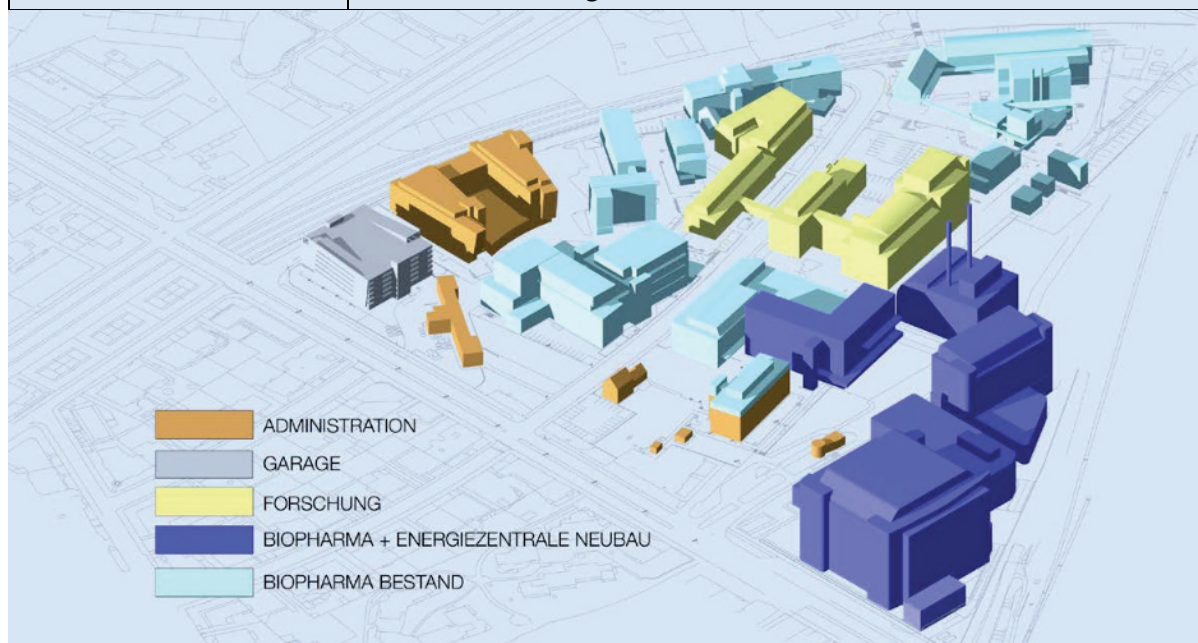 ADMINISTRATION
GARAGE
FORSCHUNG
BIOPHARMA + ENERGIEZENTRALE NEUBAU
BIOPHARMA BESTAND